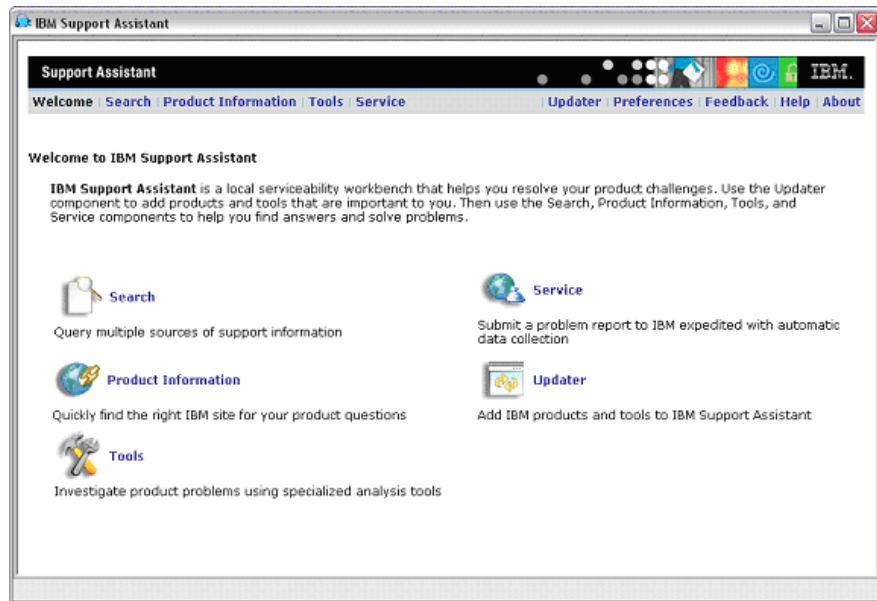 IBM Support Assistant
Support Assistant
IBM.
Welcome Search Product Information Tools Service Updater Preferences Feedback Help About
Welcome to IBM Support Assistant
IBM Support Assistant is a local serviceability workbench that helps you resolve your product challenges. Use the Updater
component to add products and tools that are important to you. Then use the Search, Product Information, Tools, and
Service components to help you find answers and solve problems.
Search
Query multiple sources of support information
Service
Submit a problem report to IBM expedited with automatic
data collection
Product Information
Quickly find the right IBM site for your product questions
Updater
Add IBM products and tools to IBM Support Assistant
Tools
Investigate product problems using specialized analysis tools